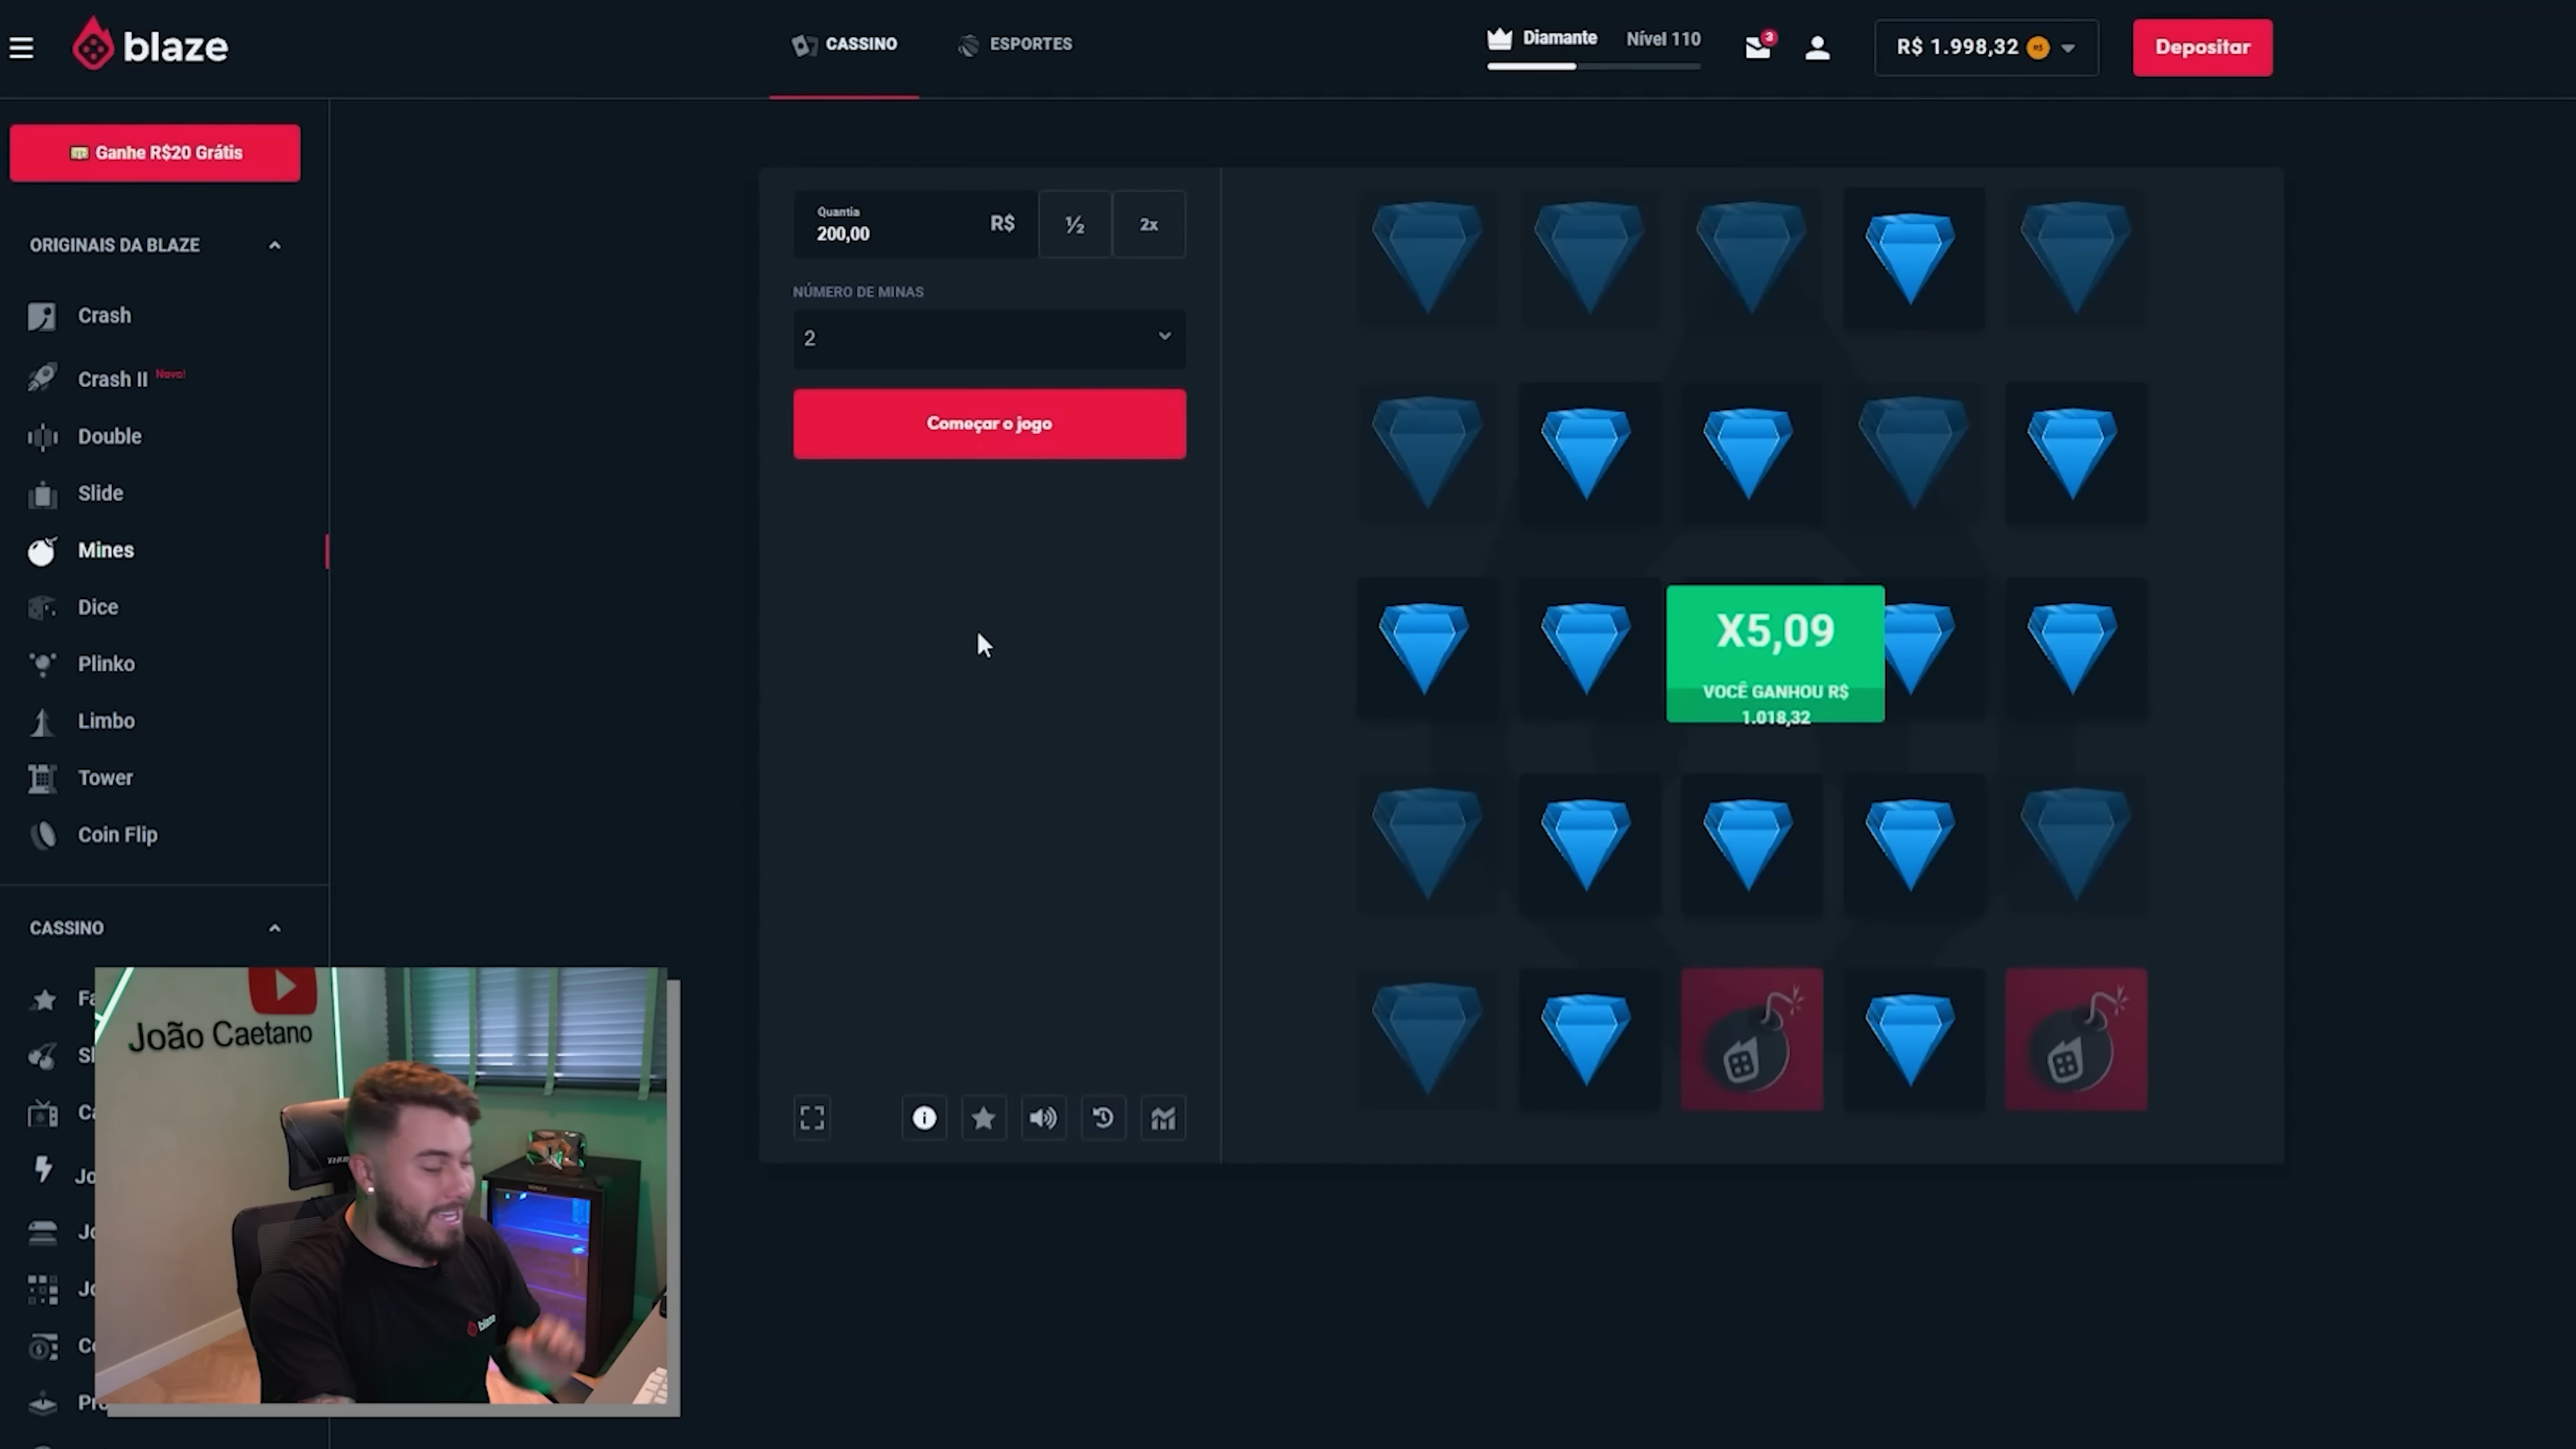 blaze
CASSINO
ESPORTES
Diamante
Nível 110
3
R$ 1.998,32
R$
Depositar
Ganhe R$20 Grátis
ORIGINAIS DA BLAZE
Crash
Crash II Novo!
Double
Slide
Mines
Dice
Plinko
Limbo
Tower
Coin Flip
CASSINO
Quantia
200,00
R$
½
2x
NÚMERO DE MINAS
2
Começar o jogo
X5,09
VOCÊ GANHOU R$
1.018,32
João Caetano
blaze